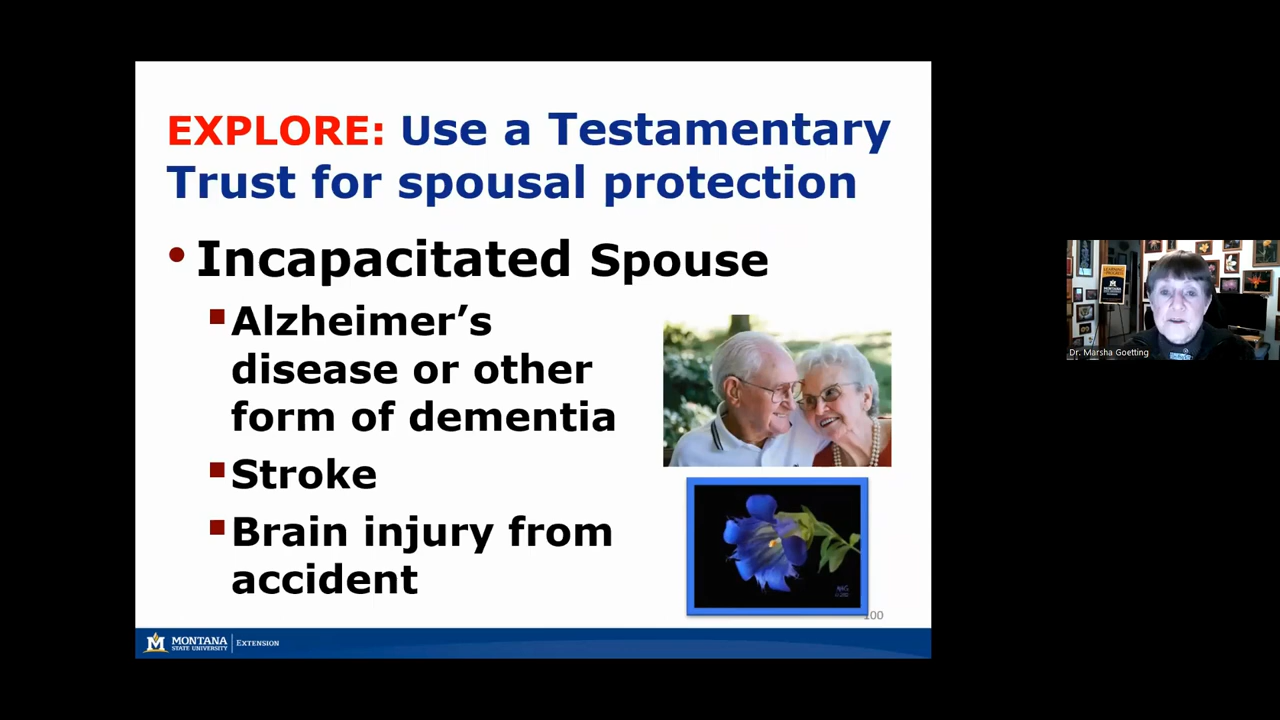 EXPLORE: Use a Testamentary
Trust for spousal protection
• Incapacitated Spouse
▪Alzheimer’s
disease or other
form of dementia
▪Stroke
▪Brain injury from
accident
100
M MONTANA
STATE UNIVERSITY
EXTENSION
Dr. Marsha Goetting